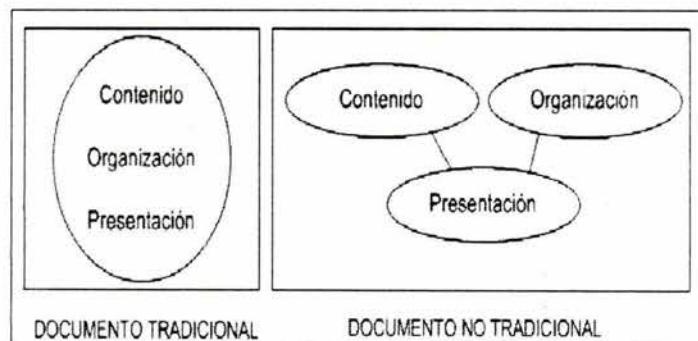 Contenido
Organización
Presentación
DOCUMENTO TRADICIONAL
Contenido
Organización
Presentación
DOCUMENTO NO TRADICIONAL